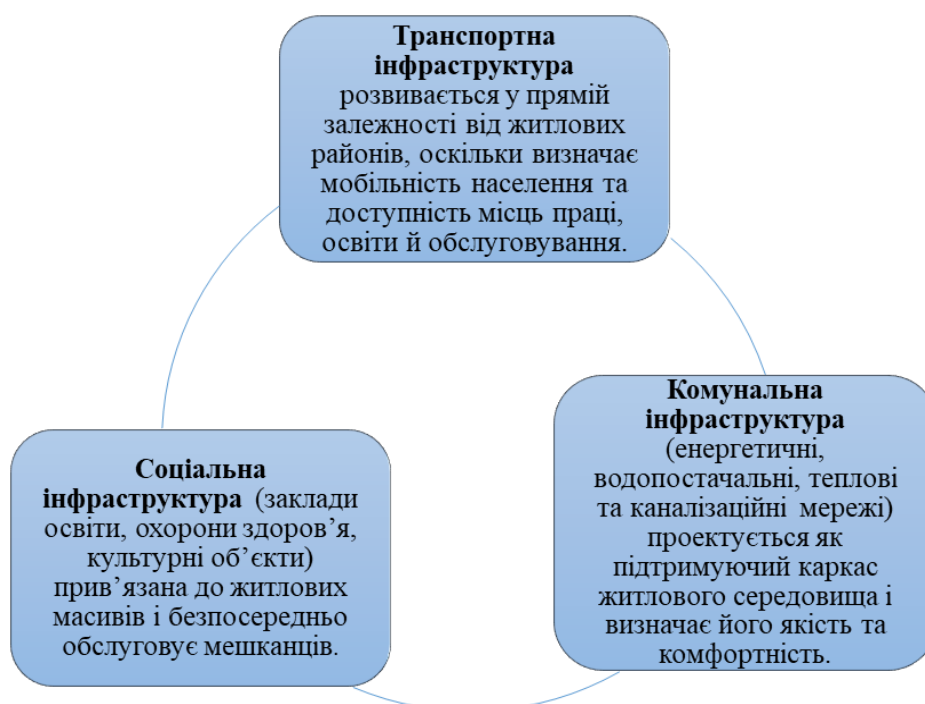 Транспортна
інфраструктура
розвивається у прямій
залежності від житлових
районів, оскільки визначає
мобільність населення та
доступність місць праці,
освіти й обслуговування.
Комунальна
інфраструктура
(енергетичні,
водопостачальні, теплові
та каналізаційні мережі)
проектується як
підтримуючий каркас
житлового середовища і
визначає його якість та
комфортність.
Соціальна
інфраструктура (заклади
освіти, охорони здоров’я,
культурні об’єкти)
прив’язана до житлових
масивів і безпосередньо
обслуговує мешканців.